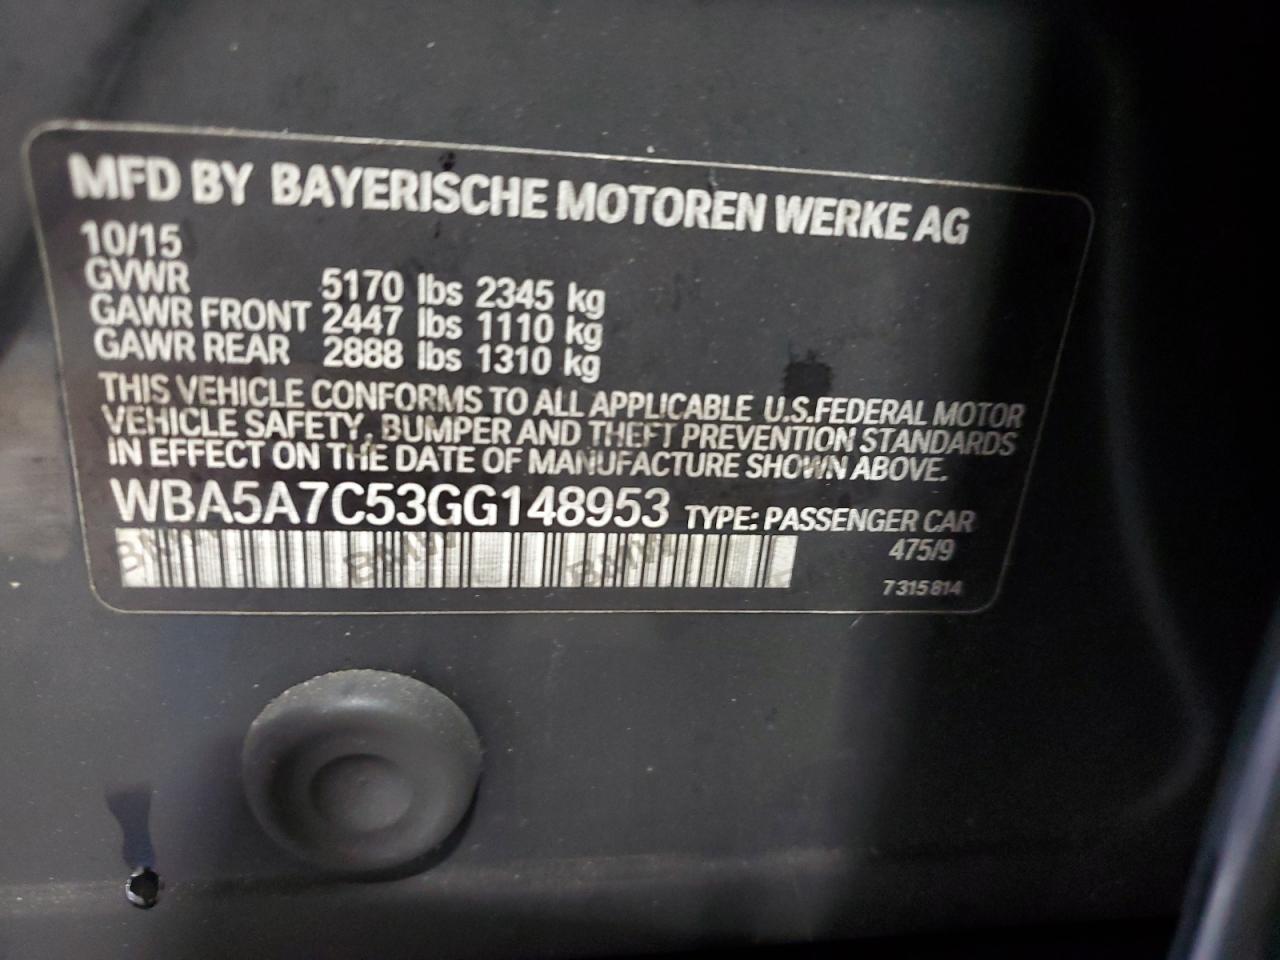 MFD BY BAYERISCHE MOTOREN WERKE AG
10/15
GVWR 5170 lbs 2345 kg
GAWR FRONT 2447 lbs 1110 kg
GAWR REAR 2888 lbs 1310 kg
THIS VEHICLE CONFORMS TO ALL APPLICABLE U.S.FEDERAL MOTOR
VEHICLE SAFETY, BUMPER AND THEFT PREVENTION STANDARDS
IN EFFECT ON THE DATE OF MANUFACTURE SHOWN ABOVE.
WBA5A7C53GG148953 TYPE: PASSENGER CAR
BMW BMW BMW
475/9
7 315 814